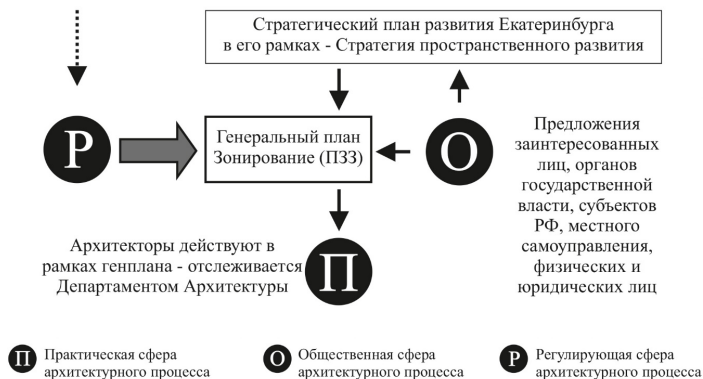 Стратегический план развития Екатеринбурга
в его рамках - Стратегия пространственного развития
Р
Генеральный план
Зонирование (ПЗЗ)
О
Предложения
заинтересованных
лиц, органов
государственной
власти, субъектов
РФ, местного
самоуправления,
физических и
юридических лиц
Архитекторы действуют в
рамках генплана - отслеживается
Департаментом Архитектуры
П
П
Практическая сфера
архитектурного процесса
О
Общественная сфера
архитектурного процесса
Р
Регулирующая сфера
архитектурного процесса